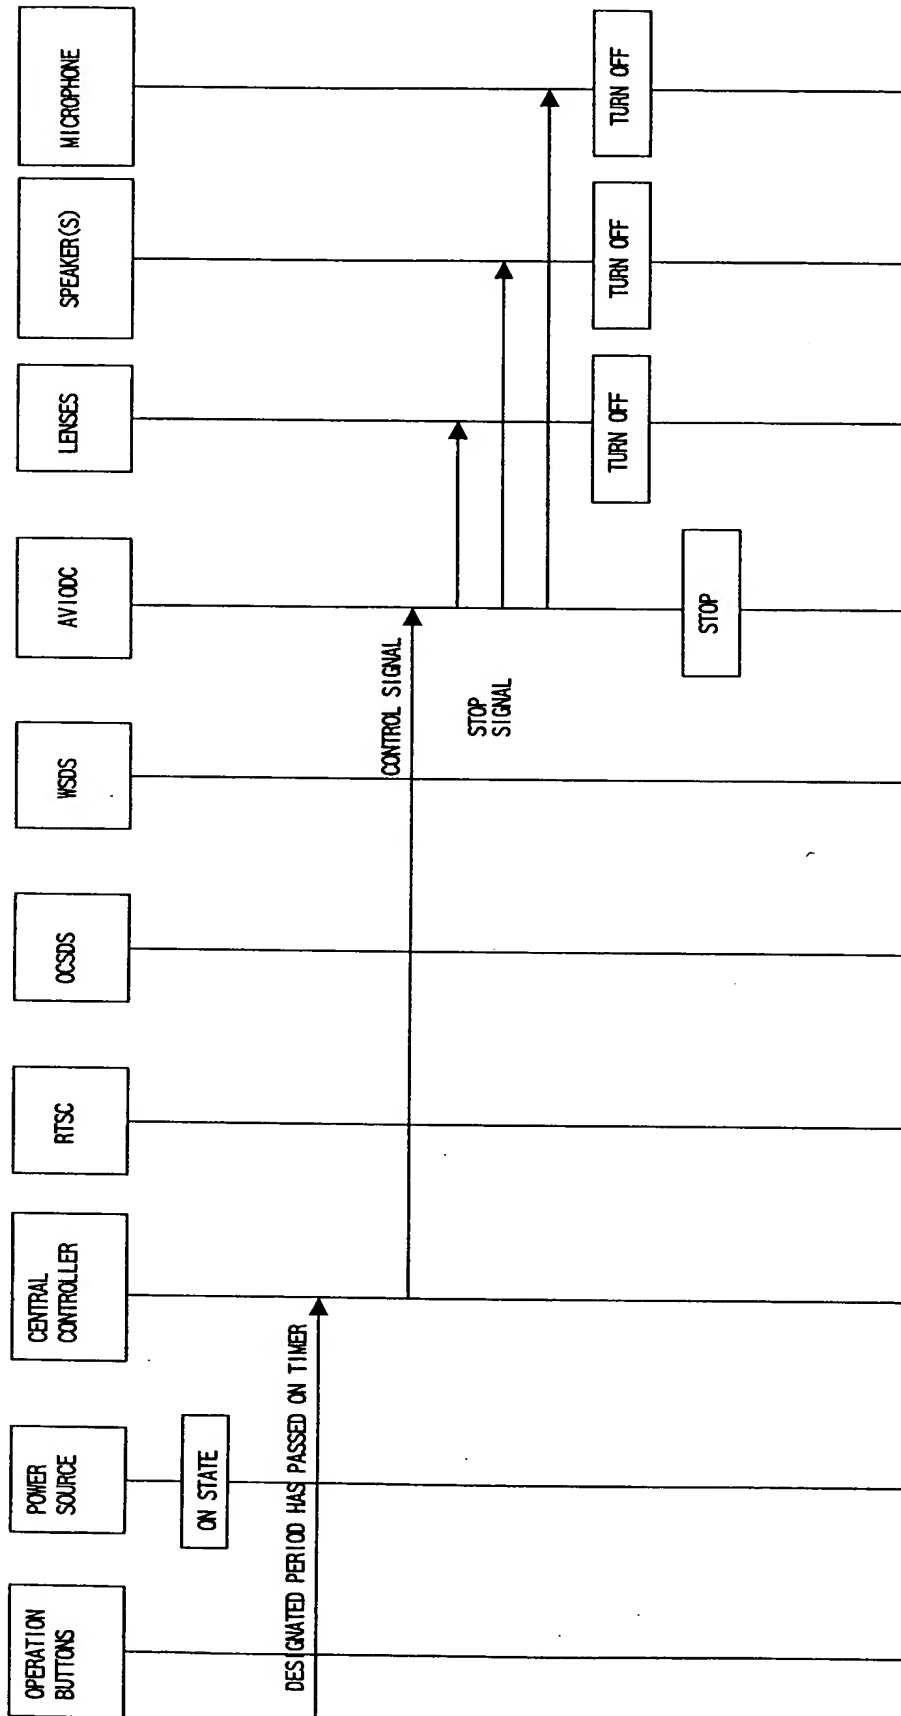 OPERATION
BUTTONS
POWER
SOURCE
CENTRAL
CONTROLLER
RTSC
OCSDS
WSDS
AVIODC
LENSES
SPEAKER(S)
MICROPHONE
ON STATE
DESIGNATED PERIOD HAS PASSED ON TIMER
CONTROL SIGNAL
STOP
SIGNAL
TURN OFF
TURN OFF
TURN OFF
STOP